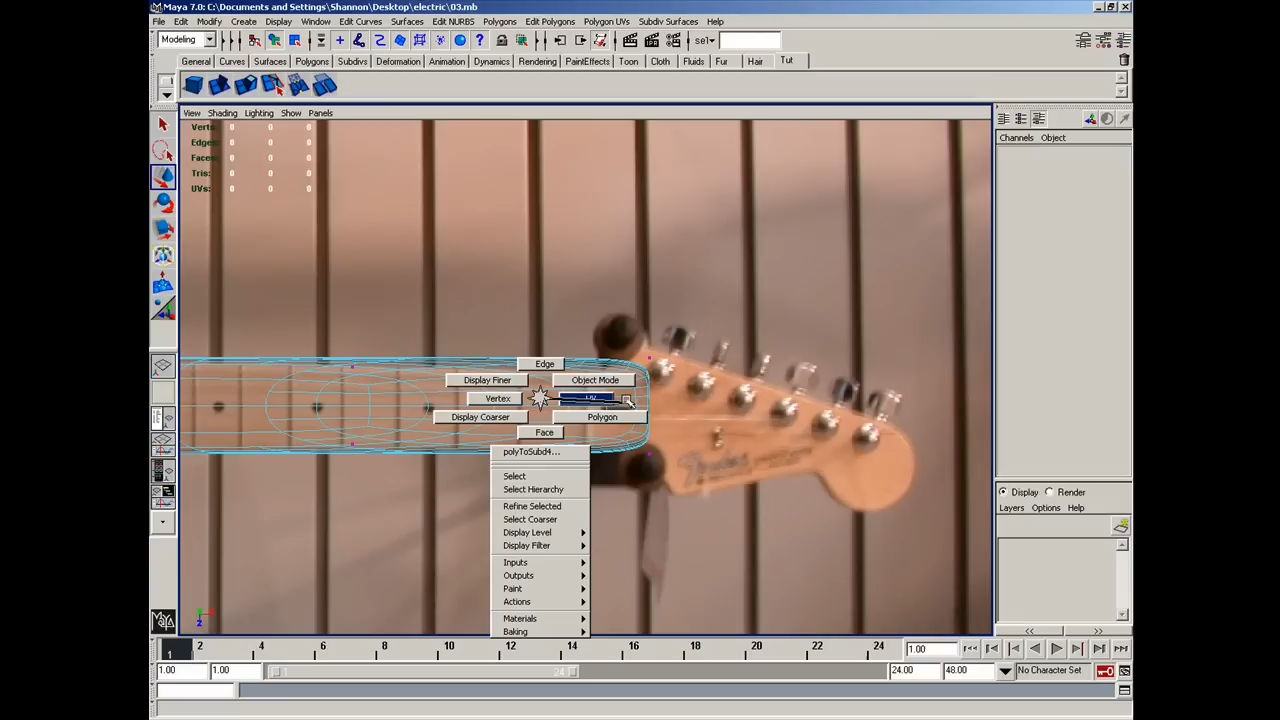 Maya 7.0: C:\Documents and Settings\Shannon\Desktop\electric\03.mb
File Edit Modify Create Display Window Edit Curves Surfaces Edit NURBS Polygons Edit Polygons Polygon UVs Subdiv Surfaces Help
Modeling sel
General Curves Surfaces Polygons Subdivs Deformation Animation Dynamics Rendering PaintEffects Toon Cloth Fluids Fur Hair Tut
View Shading Lighting Show Panels
Channels Object
Verts: 0 0 0
Edges: 0 0 0
Faces: 0 0 0
Tris: 0 0 0
UVs: 0 0 0
Edge
Display Finer Object Mode
Vertex UV
Display Coarser Polygon
Face
polyToSubd4...
Select
Select Hierarchy
Refine Selected
Select Coarser
Display Level
Display Filter
Inputs
Outputs
Paint
Actions
Materials
Baking
Fender
Display Render
Layers Options Help
<< >>
1 2 4 6 8 10 12 14 16 18 20 22 24 1.00
1.00 1.00 1 24 24.00 48.00 No Character Set